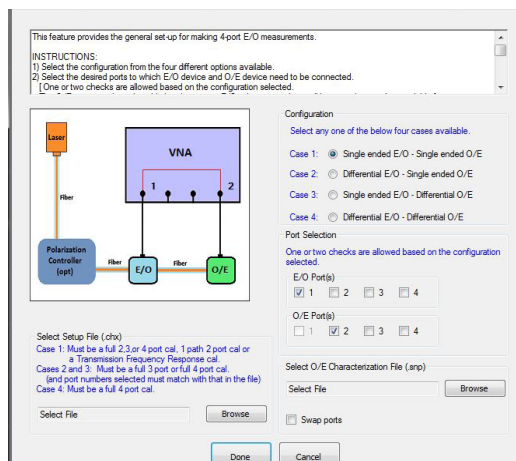 This feature provides the general set-up for making 4-port E/O measurements.
INSTRUCTIONS:
1) Select the configuration from the four different options available.
2) Select the desired ports to which E/O device and O/E device need to be connected.
[ One or two checks are allowed based on the configuration selected.
Laser
VNA
1
2
Fiber
Polarization
Controller
(opt)
Fiber
E/O
Fiber
O/E
Configuration
Select any one of the below four cases available.
Case 1: Single ended E/O - Single ended O/E
Case 2: Differential E/O - Single ended O/E
Case 3: Single ended E/O - Differential O/E
Case 4: Differential E/O - Differential O/E
Port Selection
One or two checks are allowed based on the configuration
selected.
E/O Port(s)
1 2 3 4
O/E Port(s)
1 2 3 4
Select Setup File (.chx)
Case 1: Must be a full 2,3,or 4 port cal, 1 path 2 port cal or
a Transmission Frequency Response cal.
Cases 2 and 3: Must be a full 3 port or full 4 port cal.
(and port numbers selected must match with that in the file)
Case 4: Must be a full 4 port cal.
Select File Browse
Select O/E Characterization File (.snp)
Select File Browse
Swap ports
Done Cancel